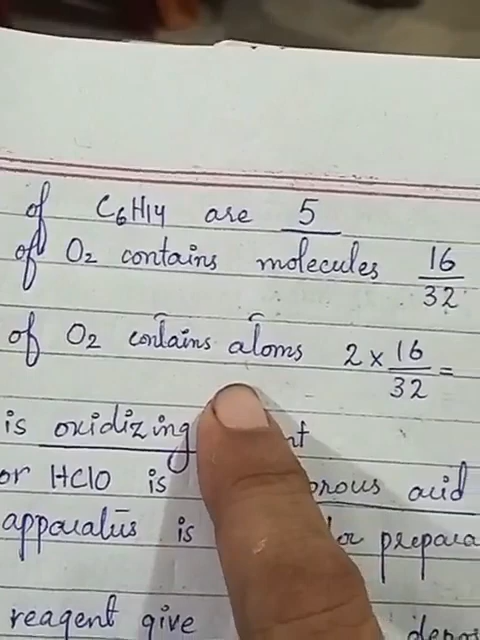 of C6H14 are 5
of O2 contains molecules 16/32
of O2 contains atoms 2 × 16/32 =
is oxidizing
or HClO is acid
apparatus is
reagent give